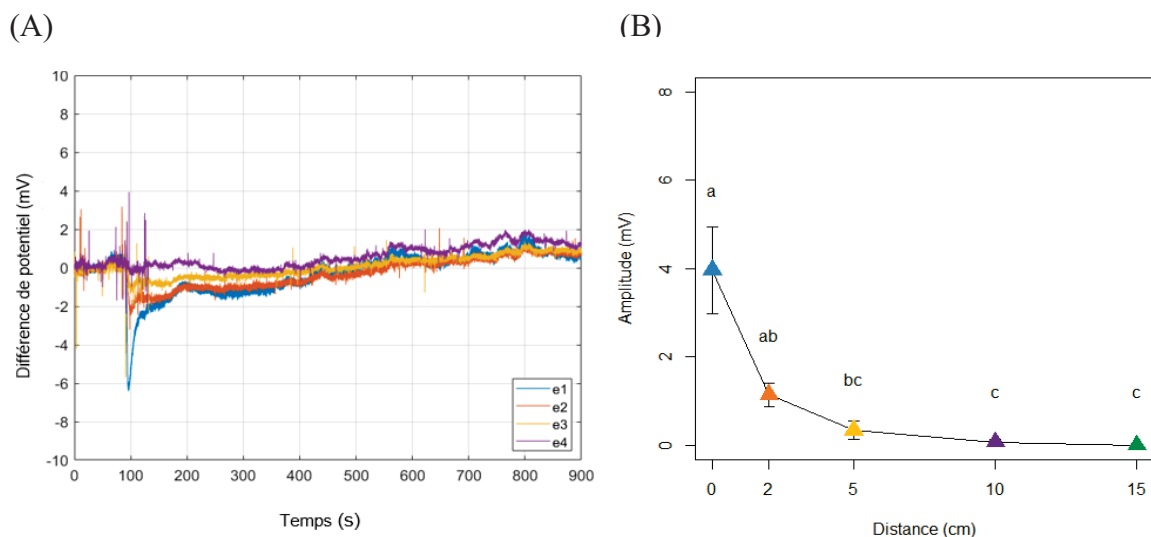 (A)
10
8
6
4
2
0
-2
-4
-6
-8
-10
Différence de potentiel (mV)
0 100 200 300 400 500 600 700 800 900
Temps (s)
e1
e2
e3
e4
(B)
8
6
4
2
0
Amplitude (mV)
a
ab
bc
c
c
0 2 5 10 15
Distance (cm)